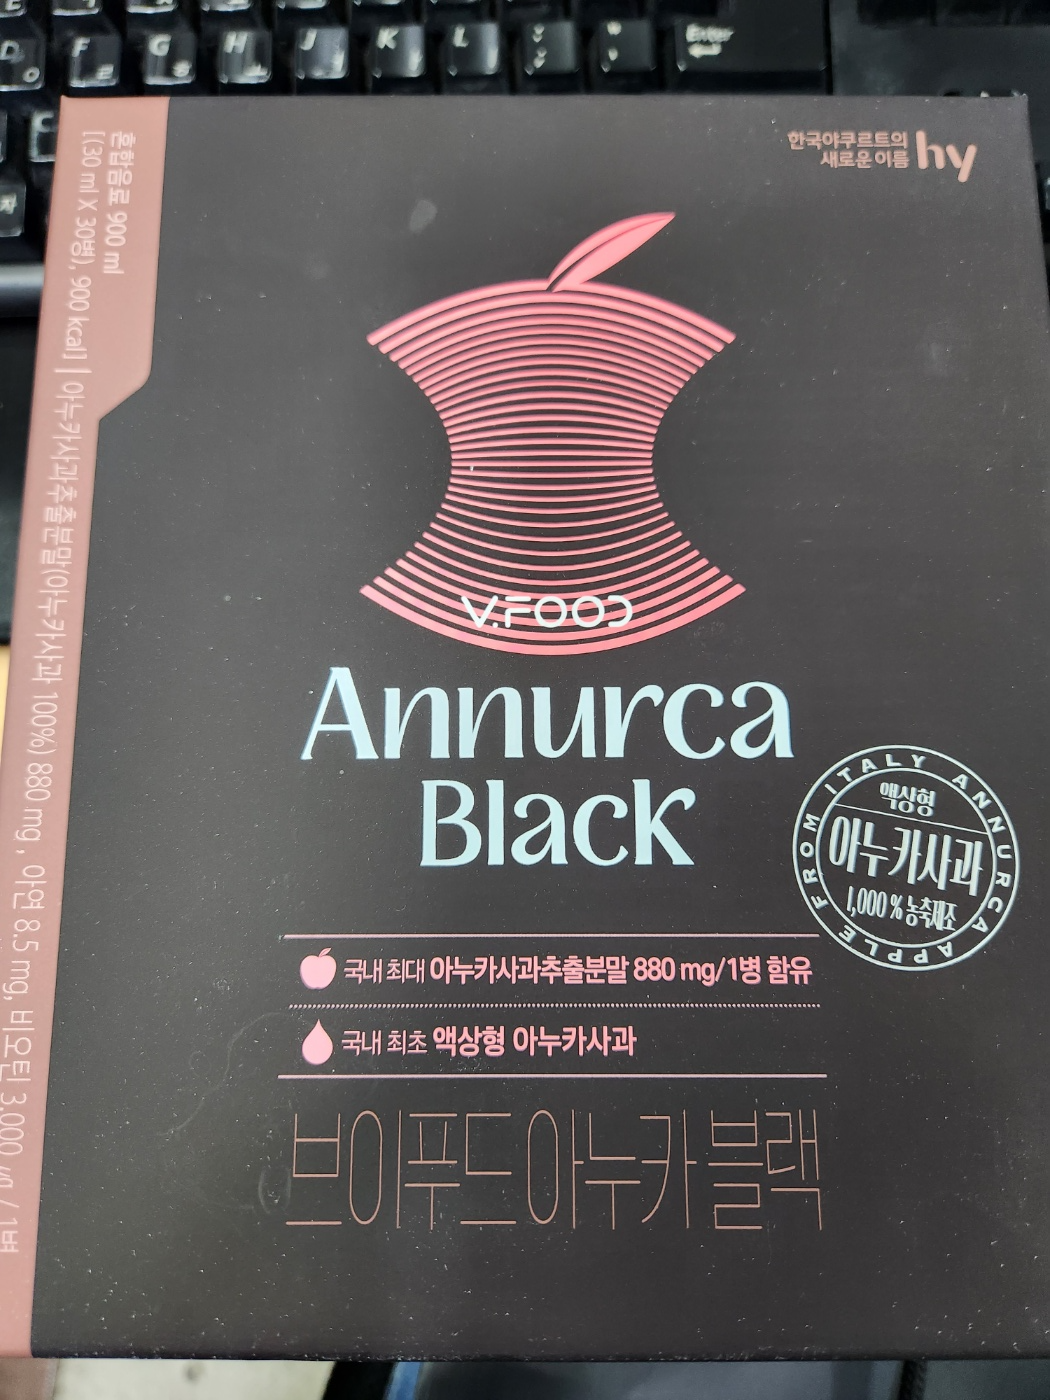 D
F
G
H
J
K
L
Enter
R
한국야쿠르트의
새로운 이름
hy
혼합음료 900 ml
[(30 ml X 30병), 900 kcal] | 아누카사과추출분말(아누카사과 100%) 880 mg, 아연 8.5 mg, 비오틴 3,000 ㎍ / 1병
V.FOOD
Annurca
Black
FROM ITALY ANNURCA APPLE
액상형
아누카사과
1,000 % 농축제조
국내 최대 아누카사과추출분말 880 mg/1병 함유
국내 최초 액상형 아누카사과
브이푸드 아누카 블랙